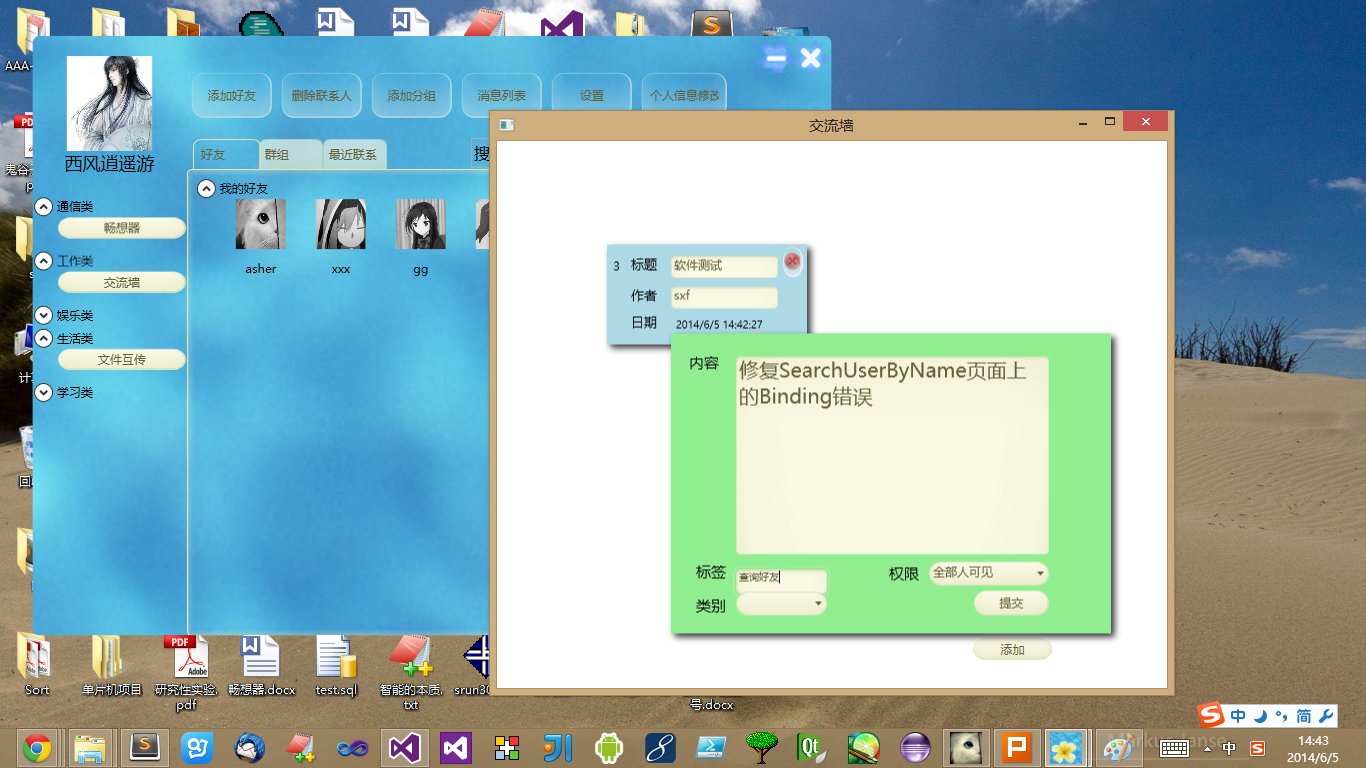 AAA-
添加好友
删除联系人
添加分组
消息列表
设置
个人信息修改
西风逍遥游
好友
群组
最近联系
搜
我的好友
通信类
畅想器
工作类
交流墙
娱乐类
生活类
文件互传
学习类
asher
xxx
gg
交流墙
3
标题
软件测试
作者
sxf
日期
2014/6/5 14:42:27
内容
修复SearchUserByName页面上
的Binding错误
标签
查询好友
权限
全部人可见
类别
提交
添加
Sort
单片机项目
研究性实验.
pdf
畅想器.docx
test.sql
智能的本质.
txt
srun30
号.docx
中
简
Markus Janse
中
14:43
2014/6/5